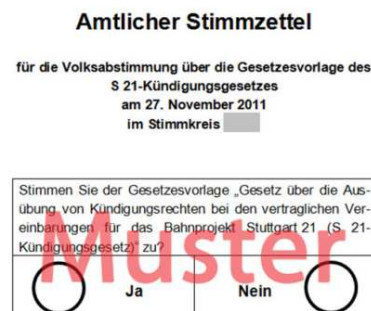 Amtlicher Stimmzettel
für die Volksabstimmung über die Gesetzesvorlage des
S 21-Kündigungsgesetzes
am 27. November 2011
im Stimmkreis
Stimmen Sie der Gesetzesvorlage „Gesetz über die Aus-
übung von Kündigungsrechten bei den vertraglichen Ver-
einbarungen für das Bahnprojekt Stuttgart 21 (S 21-
Kündigungsgesetz)“ zu?
Muster
Ja Nein